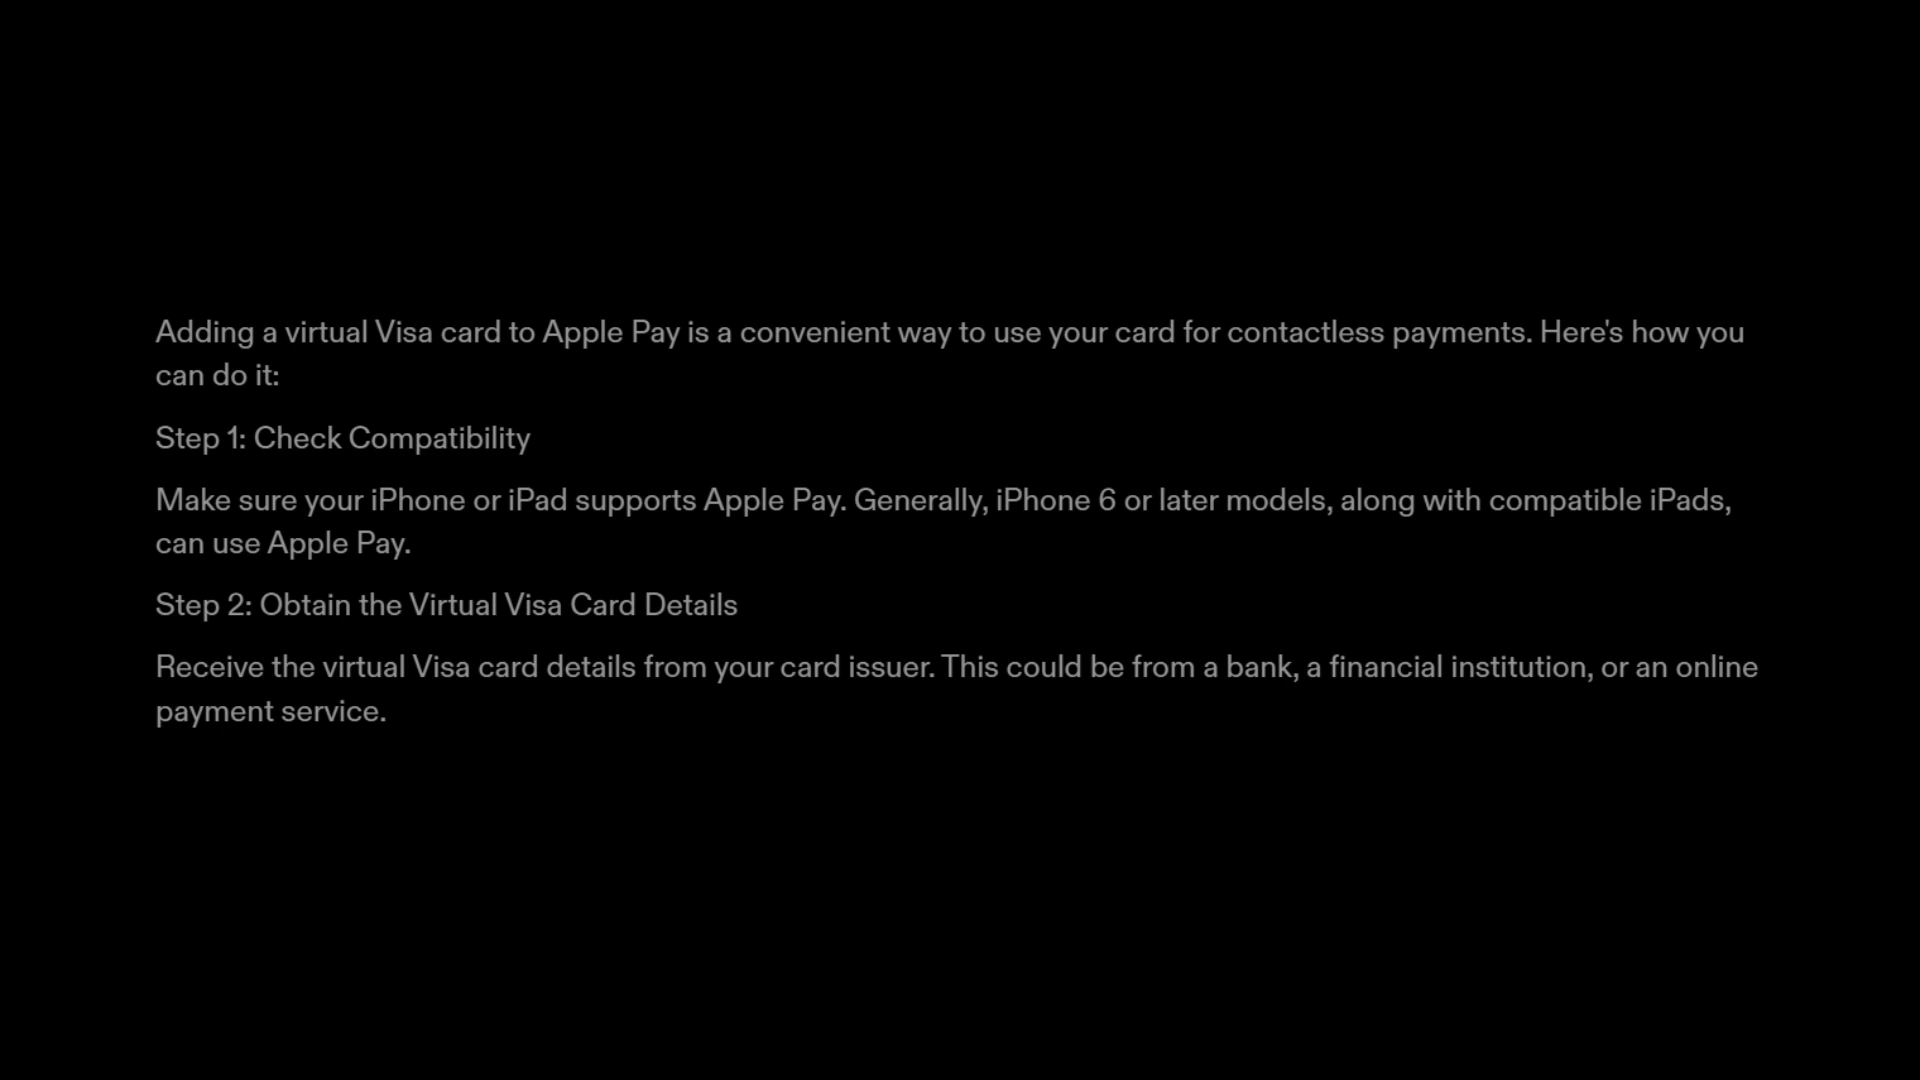 Adding a virtual Visa card to Apple Pay is a convenient way to use your card for contactless payments. Here's how you
can do it:
Step 1: Check Compatibility
Make sure your iPhone or iPad supports Apple Pay. Generally, iPhone 6 or later models, along with compatible iPads,
can use Apple Pay.
Step 2: Obtain the Virtual Visa Card Details
Receive the virtual Visa card details from your card issuer. This could be from a bank, a financial institution, or an online
payment service.